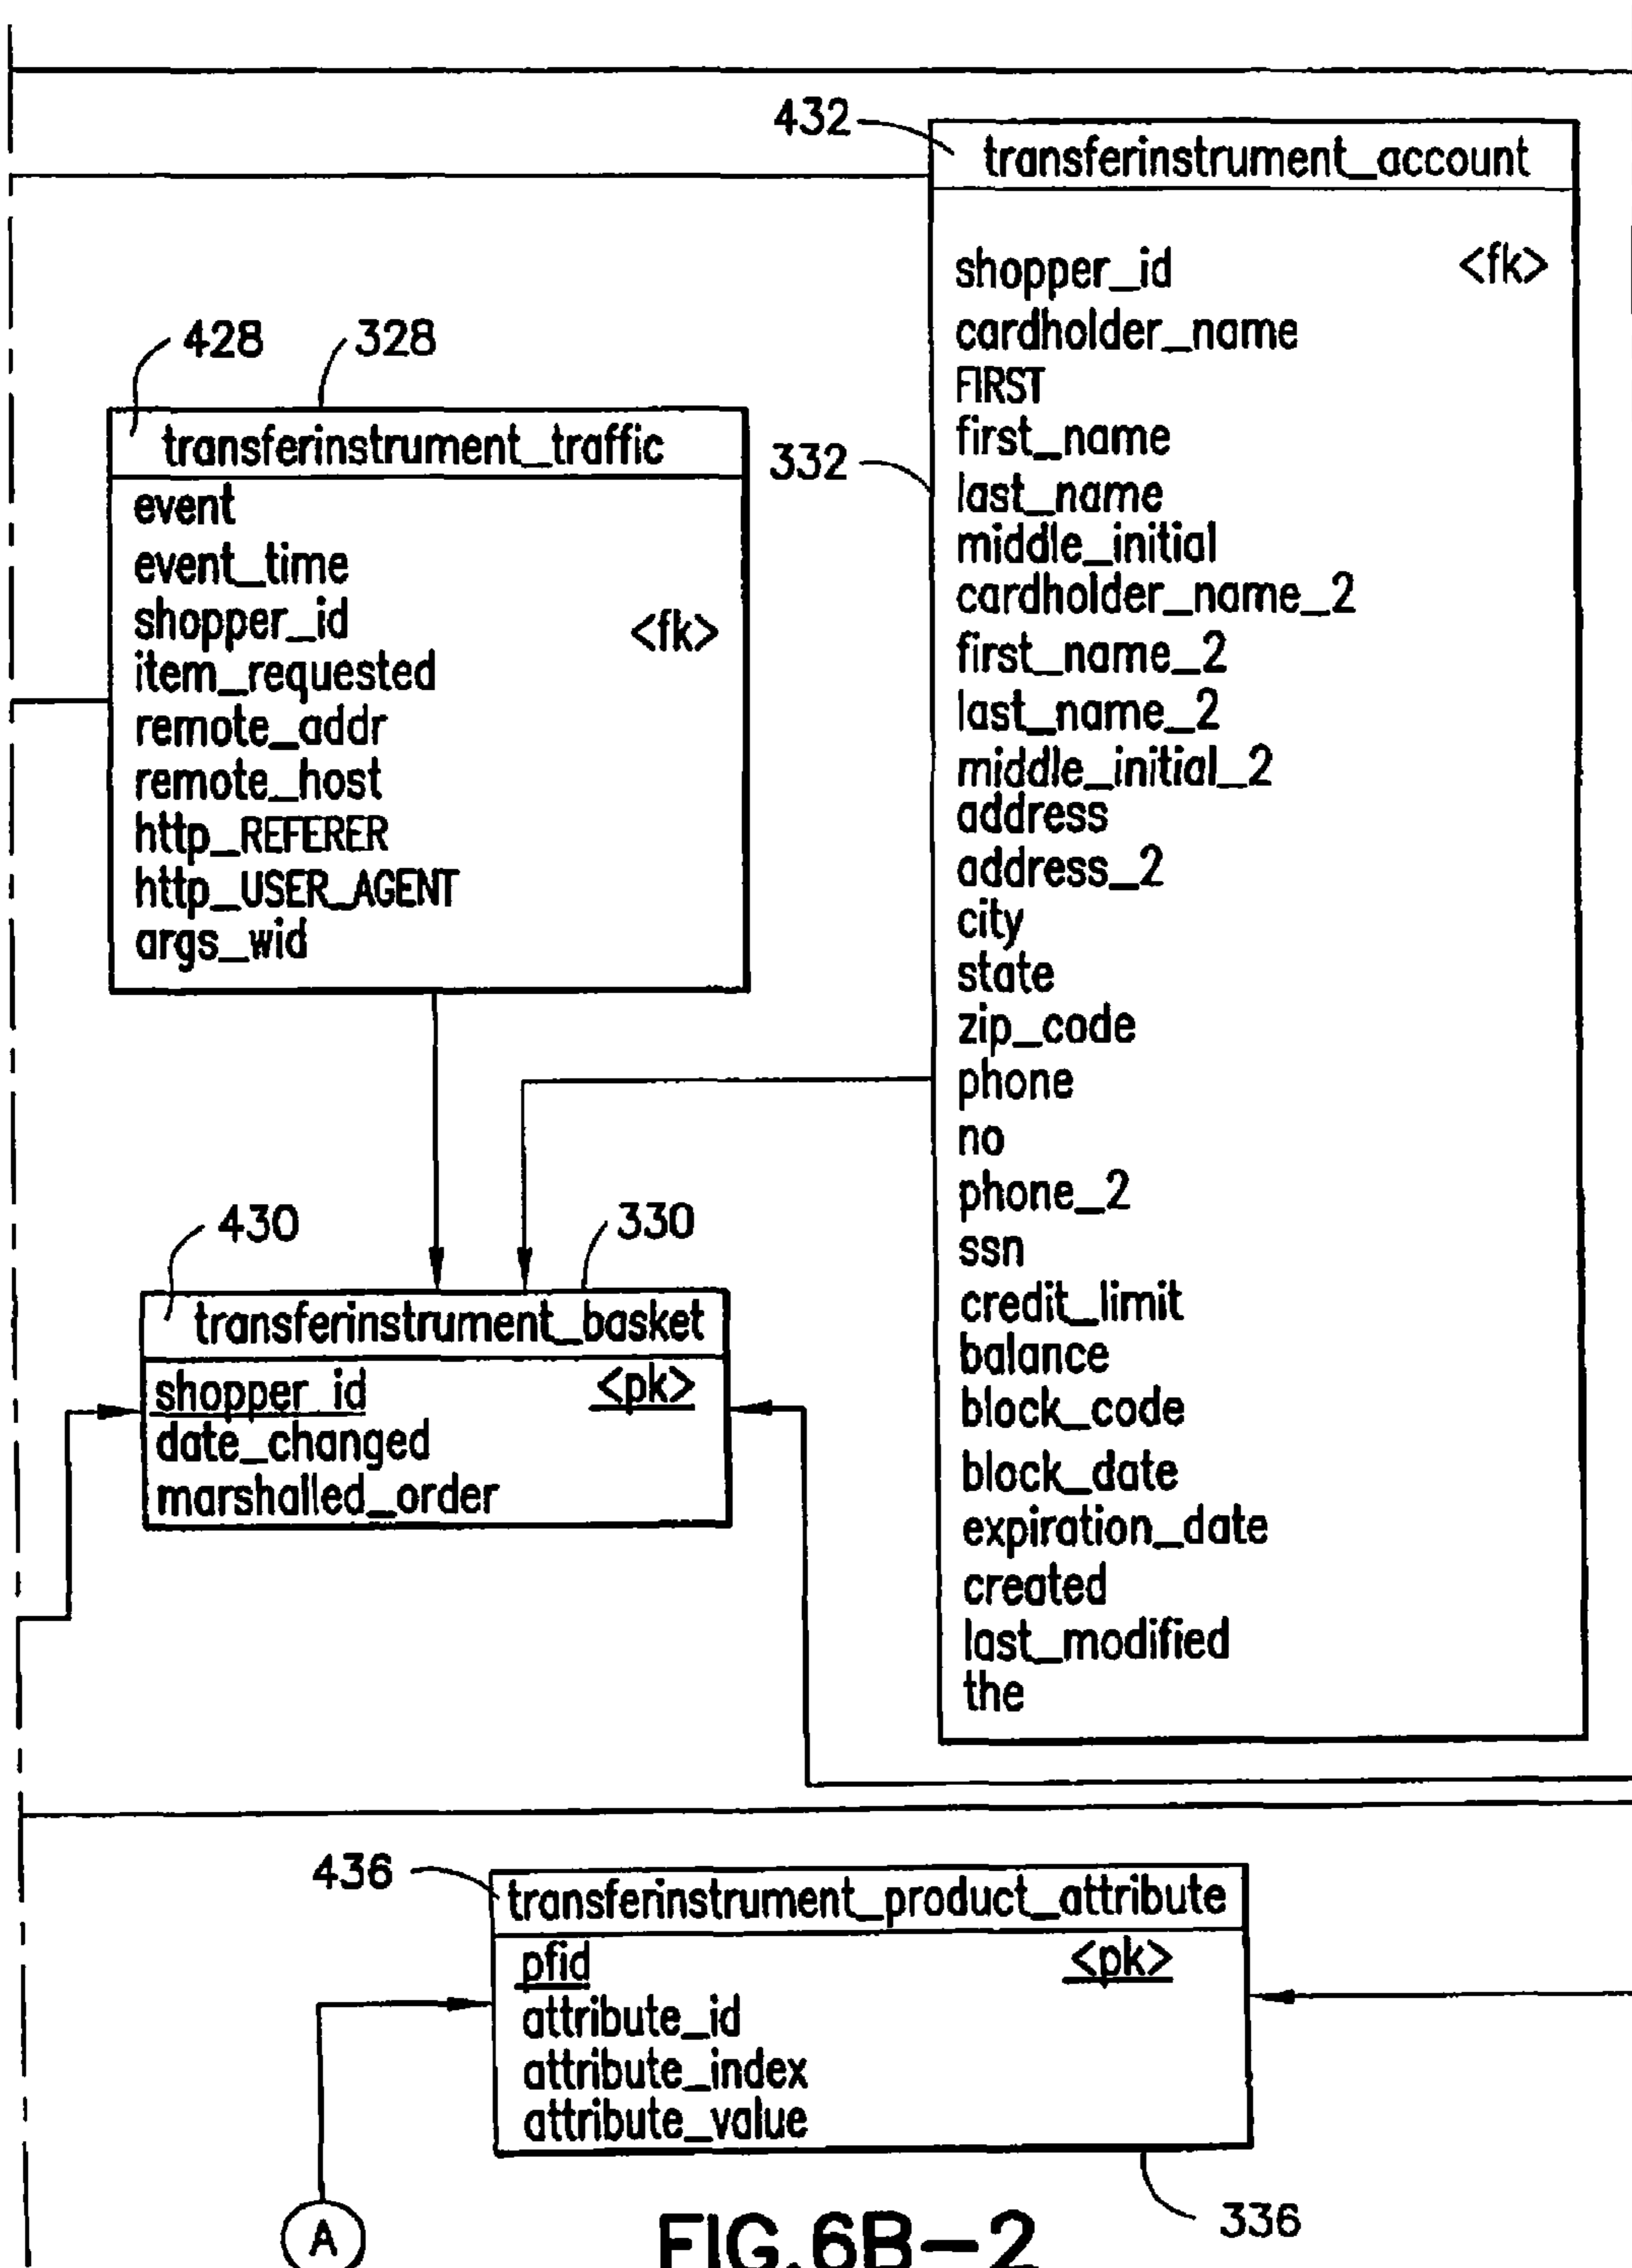 432
transferinstrument_account
shopper_id <fk>
cardholder_name
FIRST
first_name
last_name
middle_initial
cardholder_name_2
first_name_2
last_name_2
middle_initial_2
address
address_2
city
state
zip_code
phone
no
phone_2
ssn
credit_limit
balance
block_code
block_date
expiration_date
created
last_modified
the
332
428
328
transferinstrument_traffic
event
event_time
shopper_id <fk>
item_requested
remote_addr
remote_host
http_REFERER
http_USER_AGENT
args_wid
430
330
transferinstrument_basket
shopper_id <pk>
date_changed
marshalled_order
436
transferinstrument_product_attribute
pfid <pk>
attribute_id
attribute_index
attribute_value
336
A
FIG.6B-2